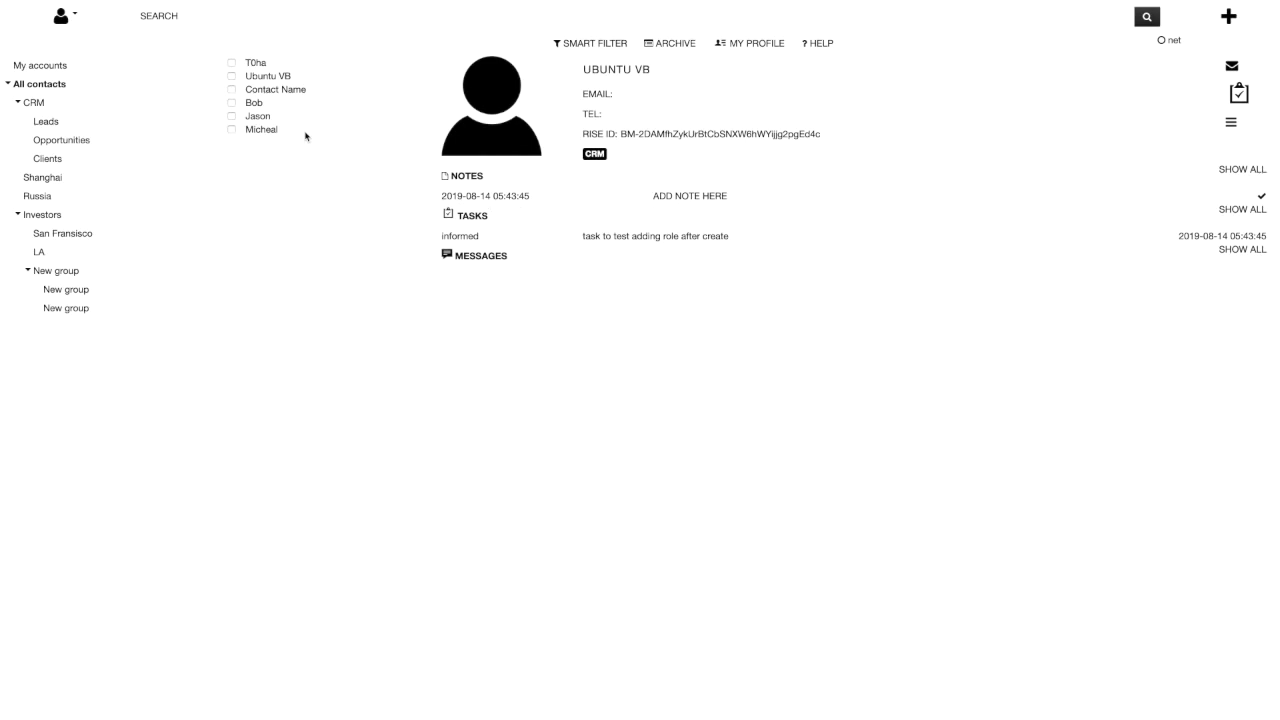 SEARCH
SMART FILTER ARCHIVE MY PROFILE ? HELP
net
My accounts
All contacts
CRM
Leads
Opportunities
Clients
Shanghai
Russia
Investors
San Fransisco
LA
New group
New group
New group
T0ha
Ubuntu VB
Contact Name
Bob
Jason
Micheal
UBUNTU VB
EMAIL:
TEL:
RISE ID: BM-2DAMfhZykUrBtCbSNXW6hWYijjg2pgEd4c
CRM
NOTES
SHOW ALL
2019-08-14 05:43:45 ADD NOTE HERE
TASKS
SHOW ALL
informed task to test adding role after create 2019-08-14 05:43:45
MESSAGES
SHOW ALL